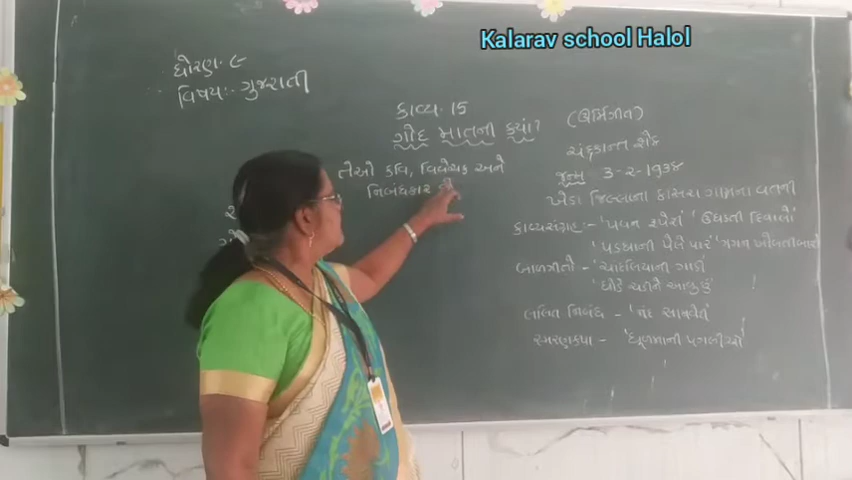 Kalarav school Halol
ધોરણ. ૯
વિષય:- ગુજરાતી
કાવ્ય. 15
ગોદ માતની ક્યાં? (ઊર્મિગીત)
ચંદ્રકાન્ત શેઠ
તેઓ કવિ, વિવેચક અને
નિબંધકાર
જન્મ 3-2-1938
ખેડા જિલ્લાના કાસરા ગામના વતની
કાવ્યસંગ્રહ:- 'પવન રૂપેરી' 'ઊઘડતી દિવાલો'
'પડઘાની પેલે પાર' 'ગગન ખોલતી બારી'
બાળગીતો - 'ચાંદલિયાની ગાડી'
'ઘોડે ચડીને આવું છું'
લલિત નિબંધ - 'નંદ સામવેદી'
સ્મરણકથા - 'ધૂળમાંની પગલીઓ'